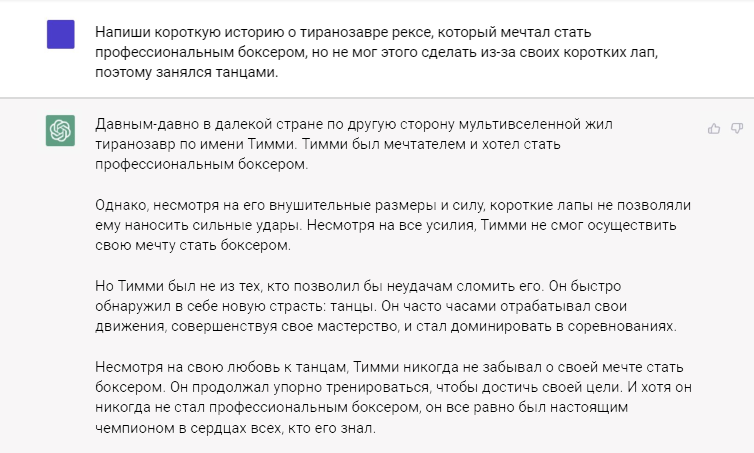 Напиши короткую историю о тиранозавре рексе, который мечтал стать
профессиональным боксером, но не мог этого сделать из-за своих коротких лап,
поэтому занялся танцами.
Давным-давно в далекой стране по другую сторону мультивселенной жил
тиранозавр по имени Тимми. Тимми был мечтателем и хотел стать
профессиональным боксером.
Однако, несмотря на его внушительные размеры и силу, короткие лапы не позволяли
ему наносить сильные удары. Несмотря на все усилия, Тимми не смог осуществить
свою мечту стать боксером.
Но Тимми был не из тех, кто позволил бы неудачам сломить его. Он быстро
обнаружил в себе новую страсть: танцы. Он часто часами отрабатывал свои
движения, совершенствуя свое мастерство, и стал доминировать в соревнованиях.
Несмотря на свою любовь к танцам, Тимми никогда не забывал о своей мечте стать
боксером. Он продолжал упорно тренироваться, чтобы достичь своей цели. И хотя он
никогда не стал профессиональным боксером, он все равно был настоящим
чемпионом в сердцах всех, кто его знал.